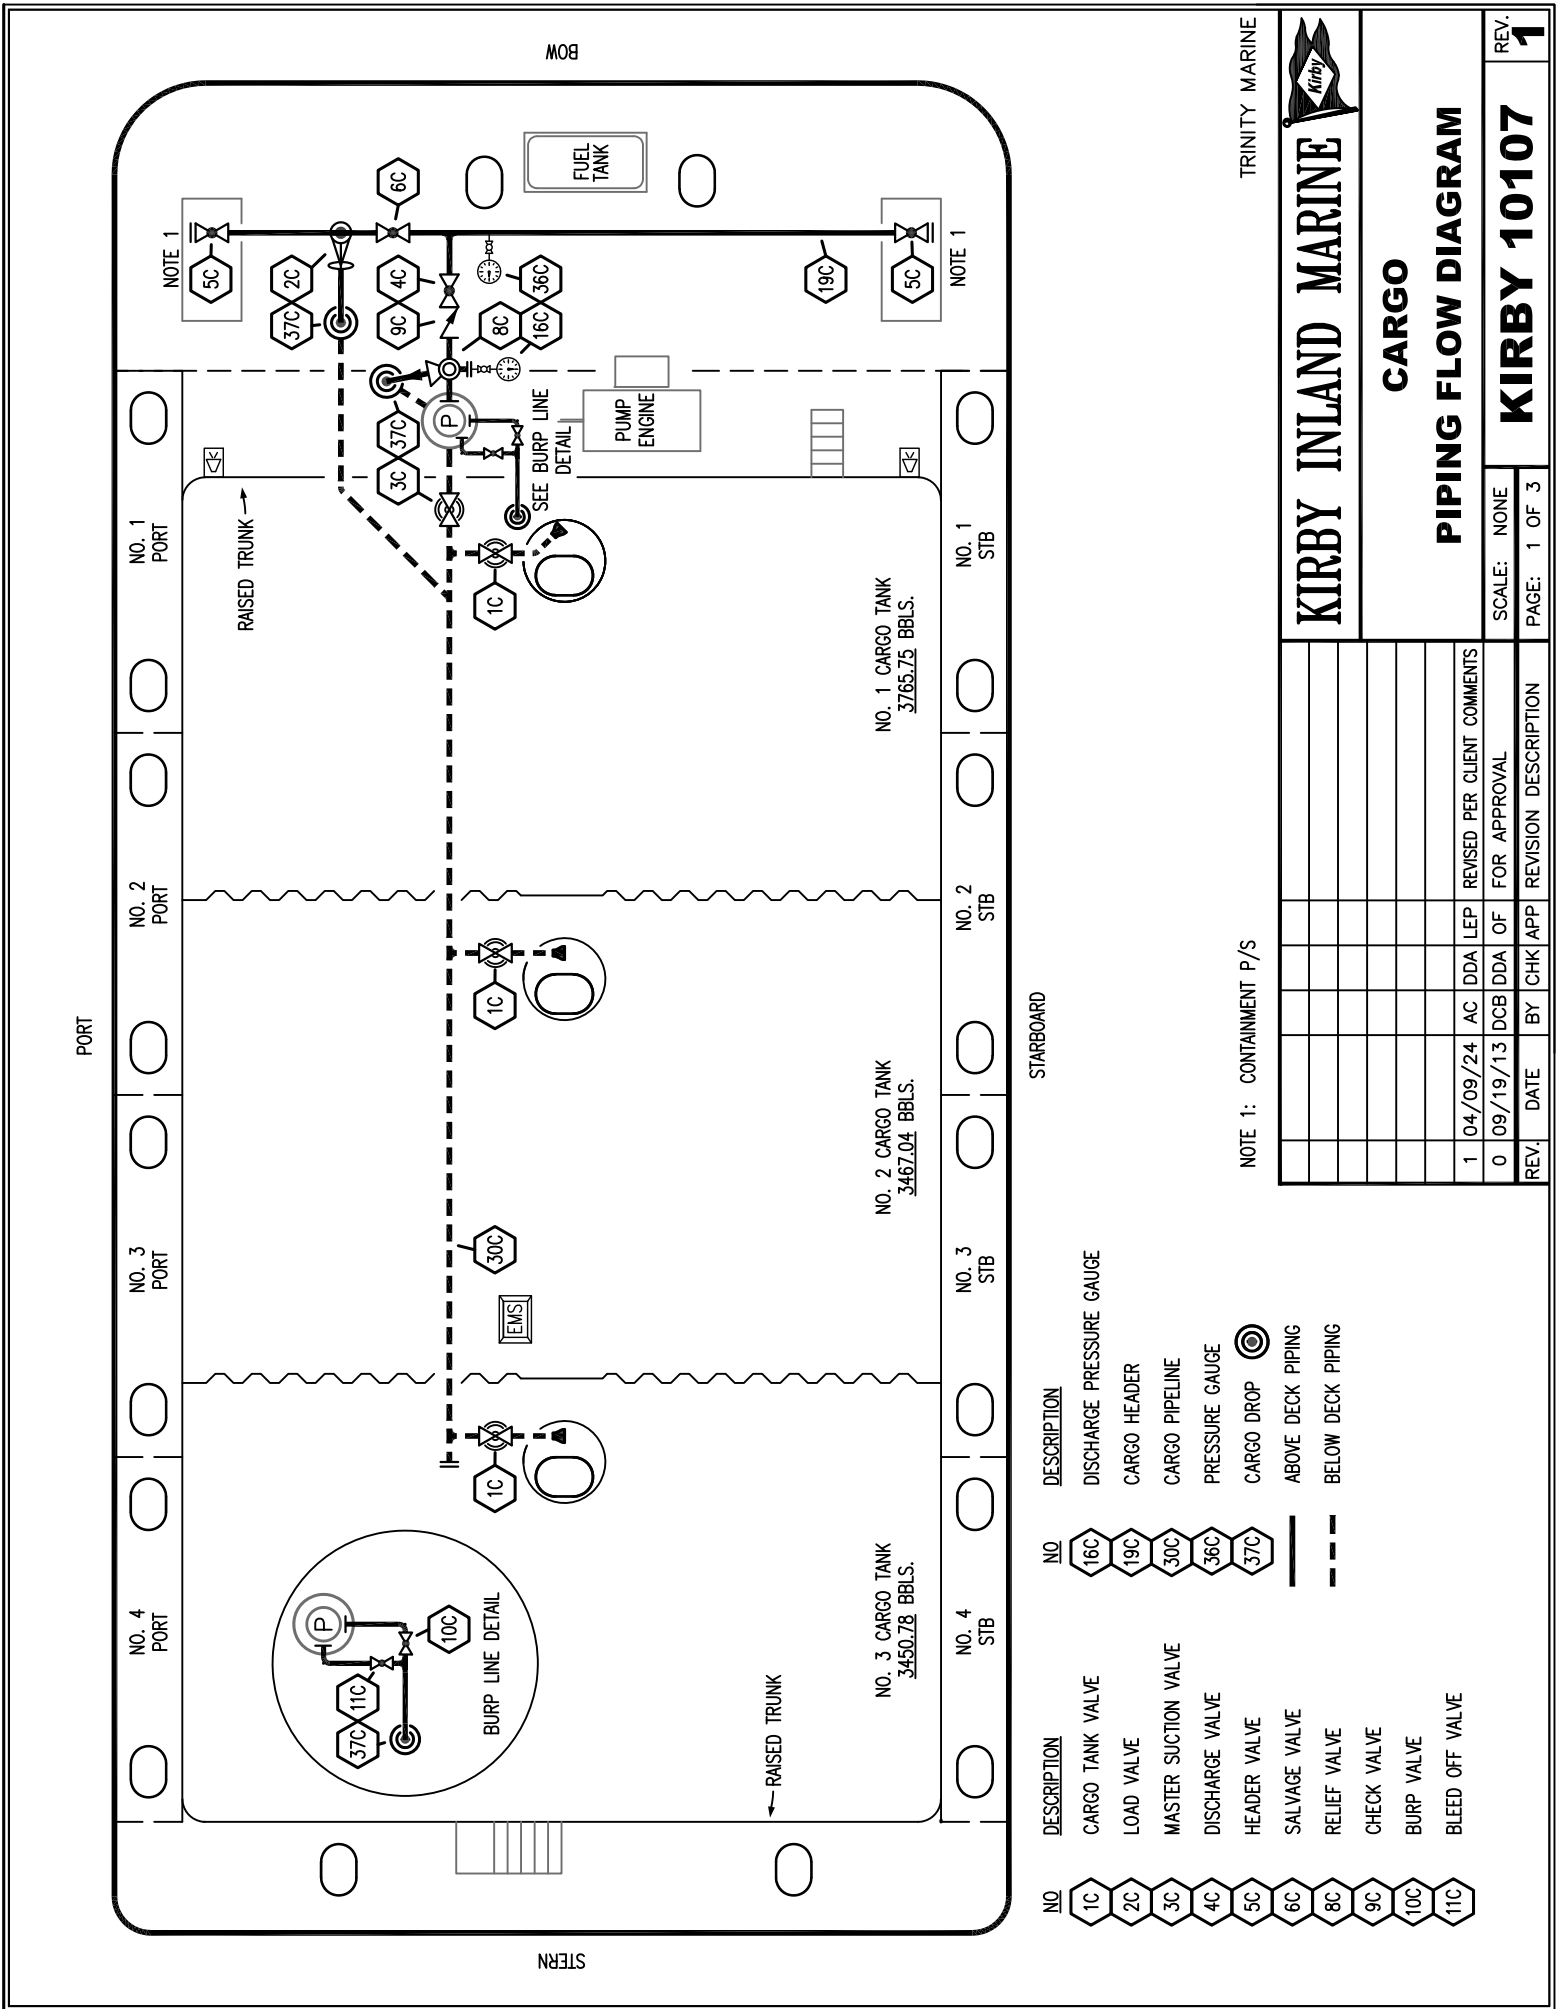 BOW
STERN
PORT
STARBOARD
NO. 4
PORT
NO. 3
PORT
NO. 2
PORT
NO. 1
PORT
RAISED TRUNK
NOTE 1
5C
2C
37C
6C
4C
9C
8C
16C
36C
37C
3C
P
SEE BURP LINE
DETAIL
PUMP
ENGINE
FUEL
TANK
19C
5C
NOTE 1
1C
1C
1C
30C
EMS
P
37C
11C
10C
BURP LINE DETAIL
NO. 3 CARGO TANK
3450.78 BBLS.
NO. 2 CARGO TANK
3467.04 BBLS.
NO. 1 CARGO TANK
3765.75 BBLS.
RAISED TRUNK
NO. 4
STB
NO. 3
STB
NO. 2
STB
NO. 1
STB
NO DESCRIPTION
1C CARGO TANK VALVE
2C LOAD VALVE
3C MASTER SUCTION VALVE
4C DISCHARGE VALVE
5C HEADER VALVE
6C SALVAGE VALVE
8C RELIEF VALVE
9C CHECK VALVE
10C BURP VALVE
11C BLEED OFF VALVE
NO DESCRIPTION
16C DISCHARGE PRESSURE GAUGE
19C CARGO HEADER
30C CARGO PIPELINE
36C PRESSURE GAUGE
37C CARGO DROP
ABOVE DECK PIPING
BELOW DECK PIPING
NOTE 1: CONTAINMENT P/S
TRINITY MARINE
KIRBY INLAND MARINE
Kirby
CARGO
PIPING FLOW DIAGRAM
1 04/09/24 AC DDA LEP REVISED PER CLIENT COMMENTS
0 09/19/13 DCB DDA OF FOR APPROVAL
REV. DATE BY CHK APP REVISION DESCRIPTION
SCALE: NONE
PAGE: 1 OF 3
KIRBY 10107
REV.
1